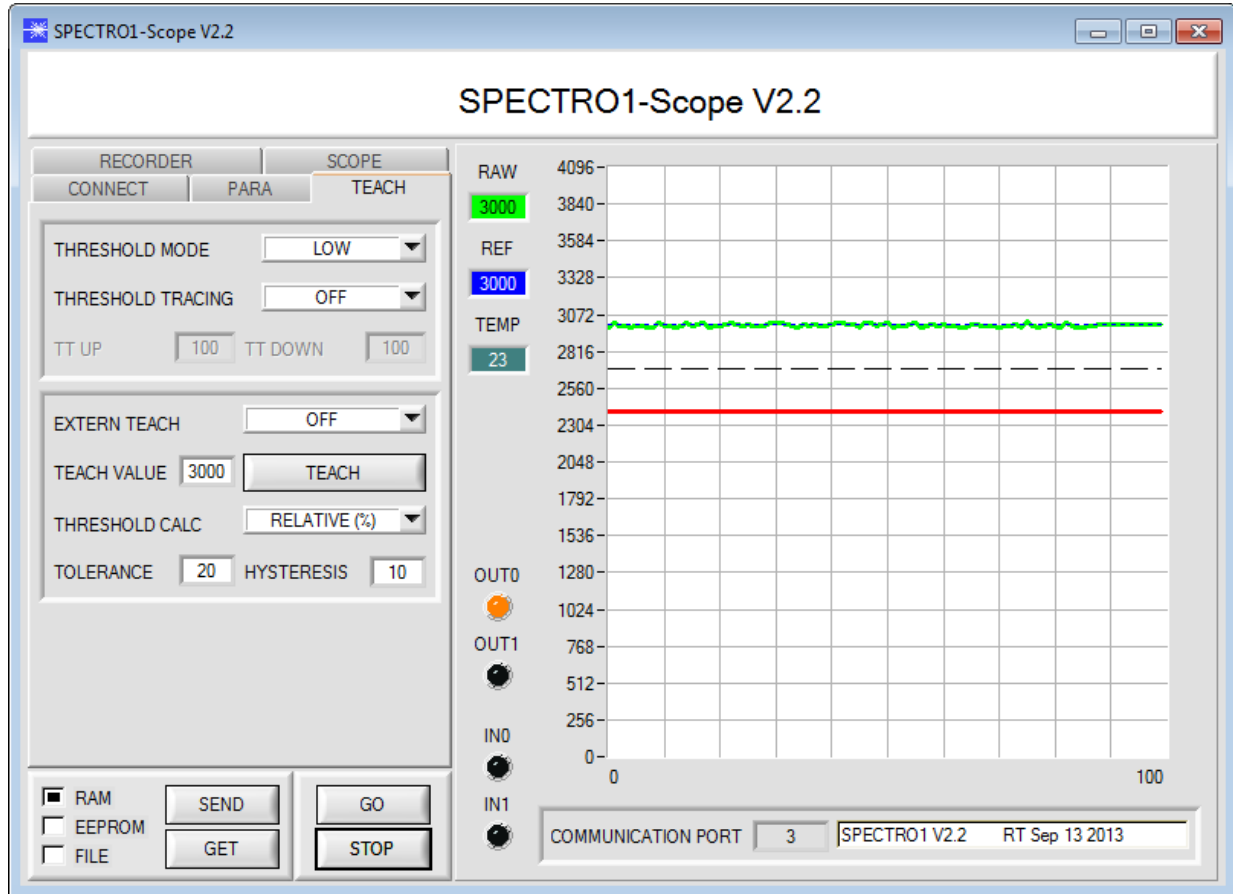 SPECTRO1-Scope V2.2
SPECTRO1-Scope V2.2
RECORDER SCOPE
CONNECT PARA TEACH
THRESHOLD MODE LOW
THRESHOLD TRACING OFF
TT UP 100 TT DOWN 100
EXTERN TEACH OFF
TEACH VALUE 3000 TEACH
THRESHOLD CALC RELATIVE (%)
TOLERANCE 20 HYSTERESIS 10
RAM SEND
EEPROM
FILE GET
GO
STOP
RAW
3000
REF
3000
TEMP
23
OUT0
OUT1
IN0
IN1
4096
3840
3584
3328
3072
2816
2560
2304
2048
1792
1536
1280
1024
768
512
256
0
0 100
COMMUNICATION PORT 3 SPECTRO1 V2.2 RT Sep 13 2013